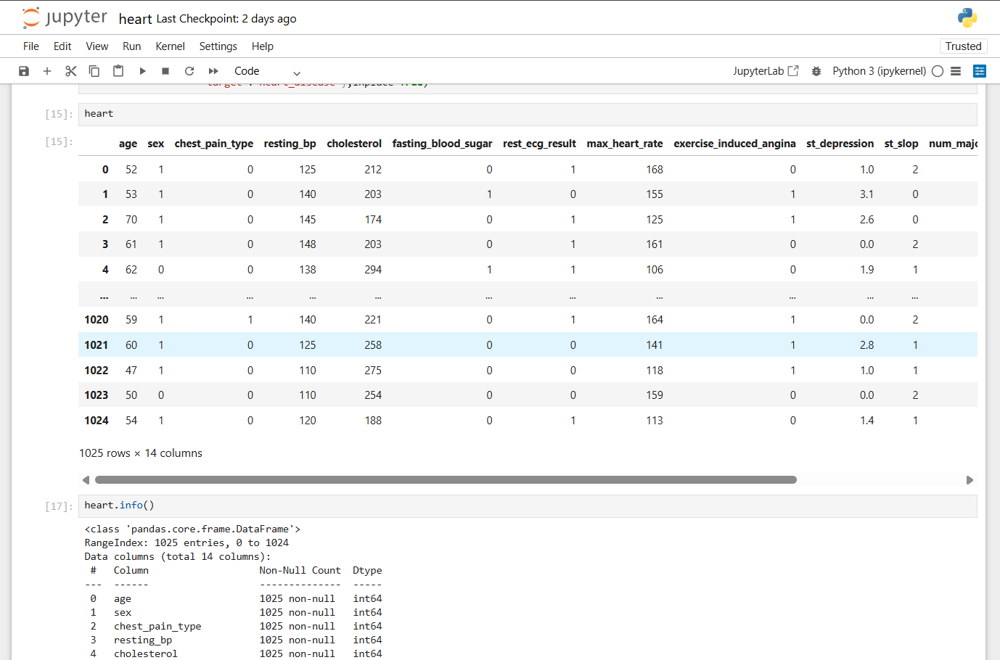 jupyter heart Last Checkpoint: 2 days ago
File Edit View Run Kernel Settings Help Trusted
Code JupyterLab Python 3 (ipykernel)
target : heart_disease },inplace True)
[15]: heart
[15]: age sex chest_pain_type resting_bp cholesterol fasting_blood_sugar rest_ecg_result max_heart_rate exercise_induced_angina st_depression st_slop num_majo
0 52 1 0 125 212 0 1 168 0 1.0 2
1 53 1 0 140 203 1 0 155 1 3.1 0
2 70 1 0 145 174 0 1 125 1 2.6 0
3 61 1 0 148 203 0 1 161 0 0.0 2
4 62 0 0 138 294 1 1 106 0 1.9 1
... ... ... ... ... ... ... ... ... ... ... ...
1020 59 1 1 140 221 0 1 164 1 0.0 2
1021 60 1 0 125 258 0 0 141 1 2.8 1
1022 47 1 0 110 275 0 0 118 1 1.0 1
1023 50 0 0 110 254 0 0 159 0 0.0 2
1024 54 1 0 120 188 0 1 113 0 1.4 1
1025 rows × 14 columns
[17]: heart.info()
<class 'pandas.core.frame.DataFrame'>
RangeIndex: 1025 entries, 0 to 1024
Data columns (total 14 columns):
# Column Non-Null Count Dtype
--- ------ -------------- -----
0 age 1025 non-null int64
1 sex 1025 non-null int64
2 chest_pain_type 1025 non-null int64
3 resting_bp 1025 non-null int64
4 cholesterol 1025 non-null int64